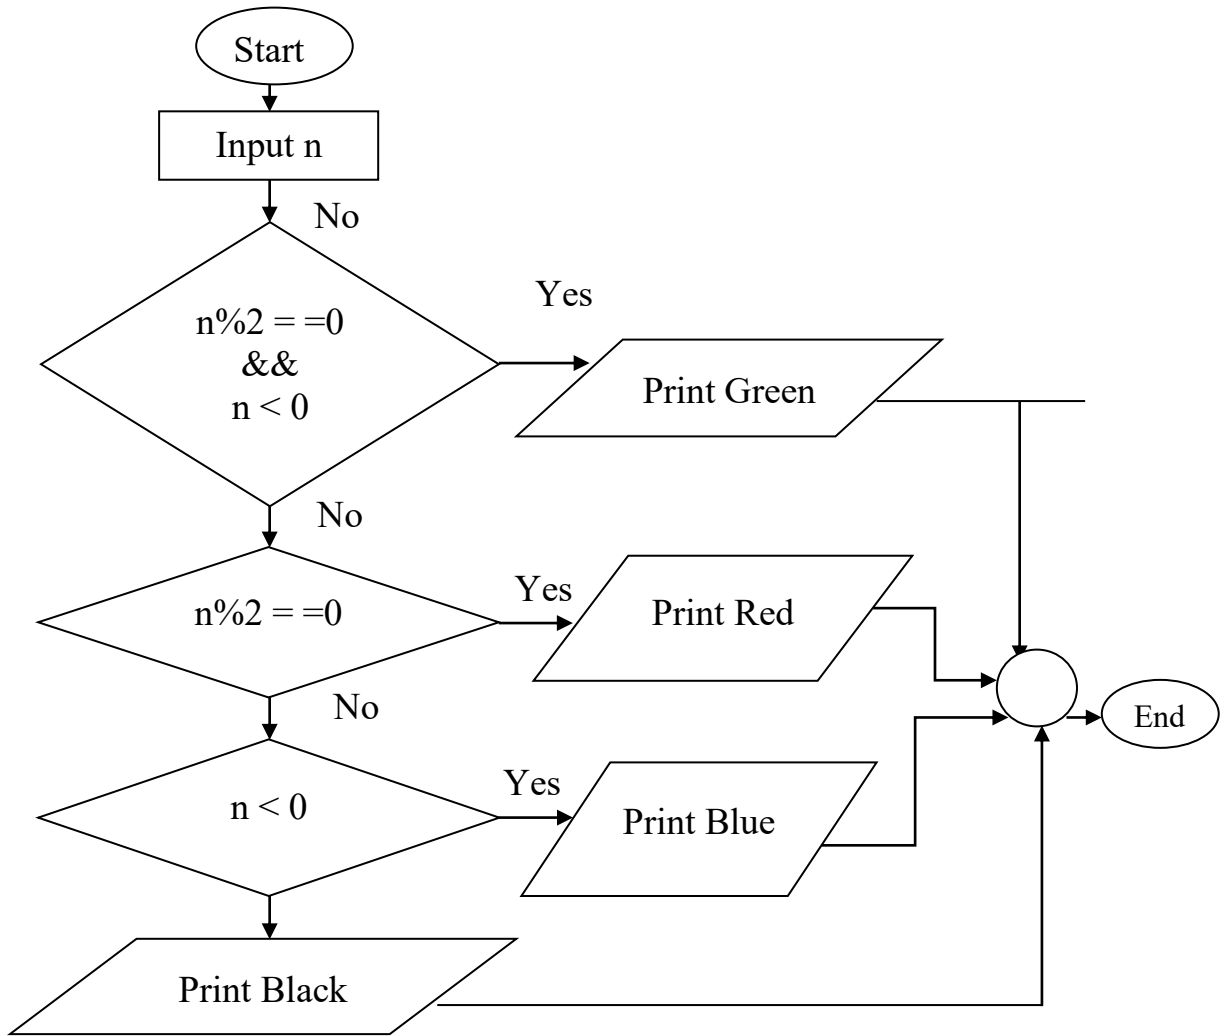 Start
Input n
No
n%2 = =0
&&
n < 0
Yes
Print Green
No
n%2 = =0
Yes
Print Red
No
n < 0
Yes
Print Blue
End
Print Black